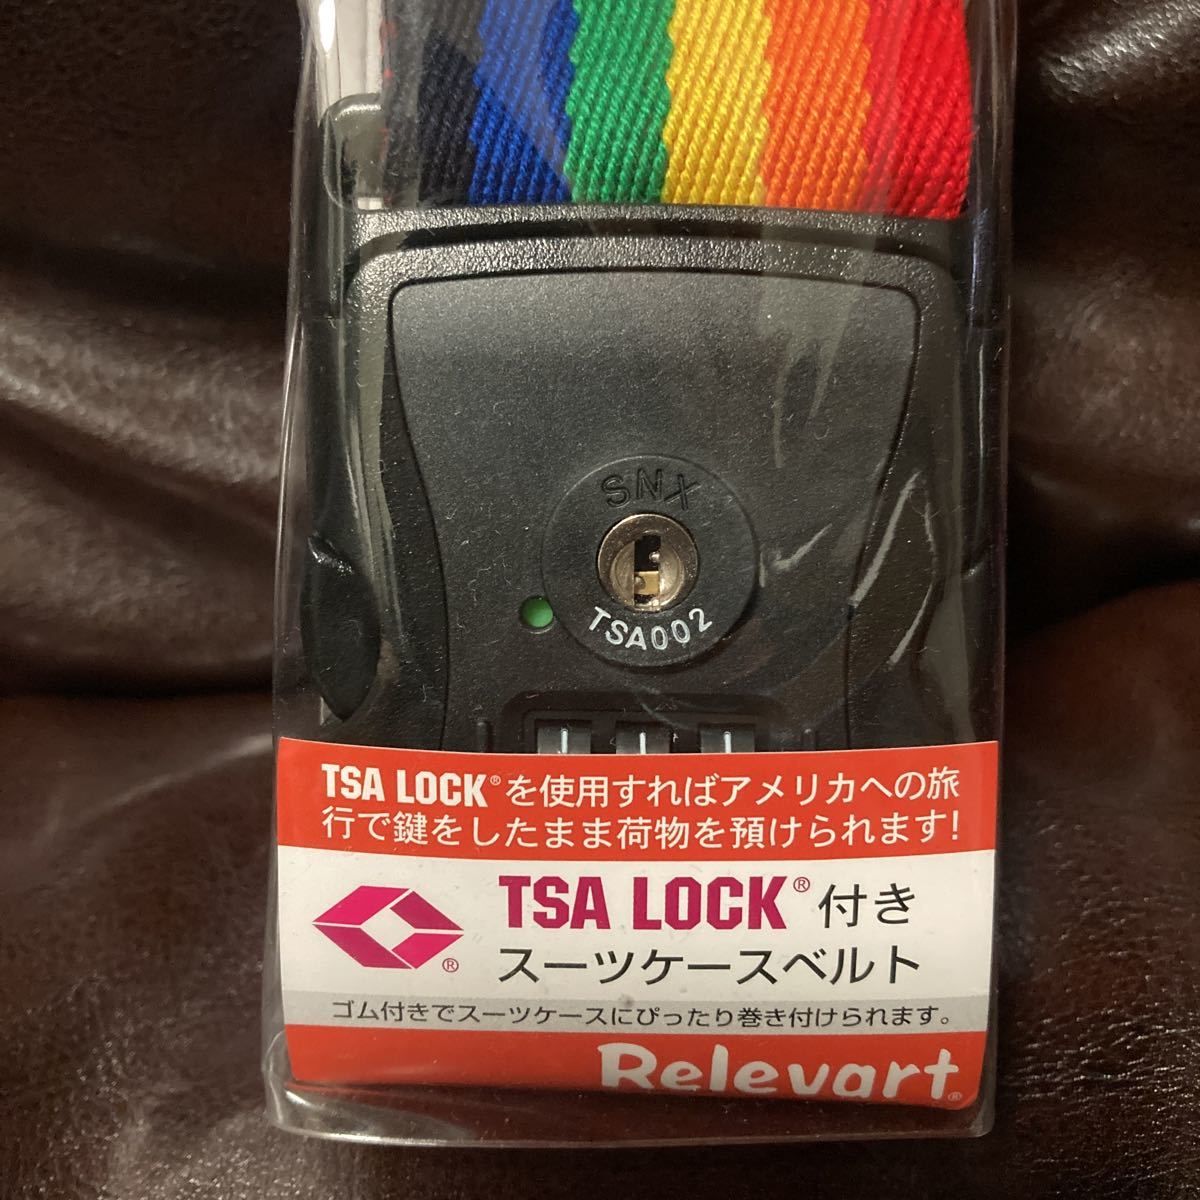 SNX
TSA002
TSA LOCK®を使用すればアメリカへの旅
行で鍵をしたまま荷物を預けられます!
TSA LOCK®付き
®
スーツケースベルト
ゴム付きでスーツケースにぴったり巻き付けられます。
Relevart®